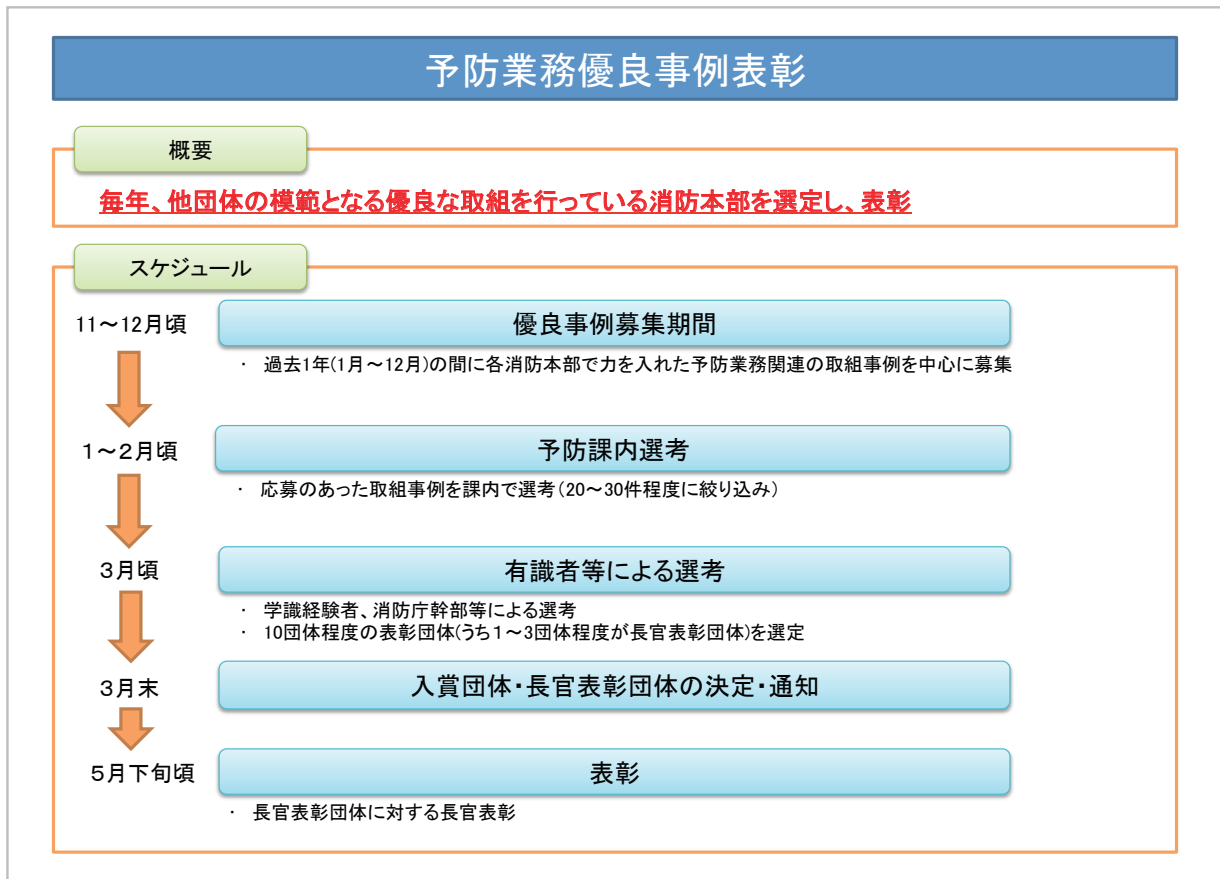 予防業務優良事例表彰
概要
毎年、他団体の模範となる優良な取組を行っている消防本部を選定し、表彰
スケジュール
11～12月頃
優良事例募集期間
・ 過去1年(1月～12月)の間に各消防本部で力を入れた予防業務関連の取組事例を中心に募集
１～２月頃
予防課内選考
・ 応募のあった取組事例を課内で選考（20～30件程度に絞り込み）
３月頃
有識者等による選考
・ 学識経験者、消防庁幹部等による選考
・ 10団体程度の表彰団体(うち１～３団体程度が長官表彰団体)を選定
３月末
入賞団体・長官表彰団体の決定・通知
５月下旬頃
表彰
・ 長官表彰団体に対する長官表彰